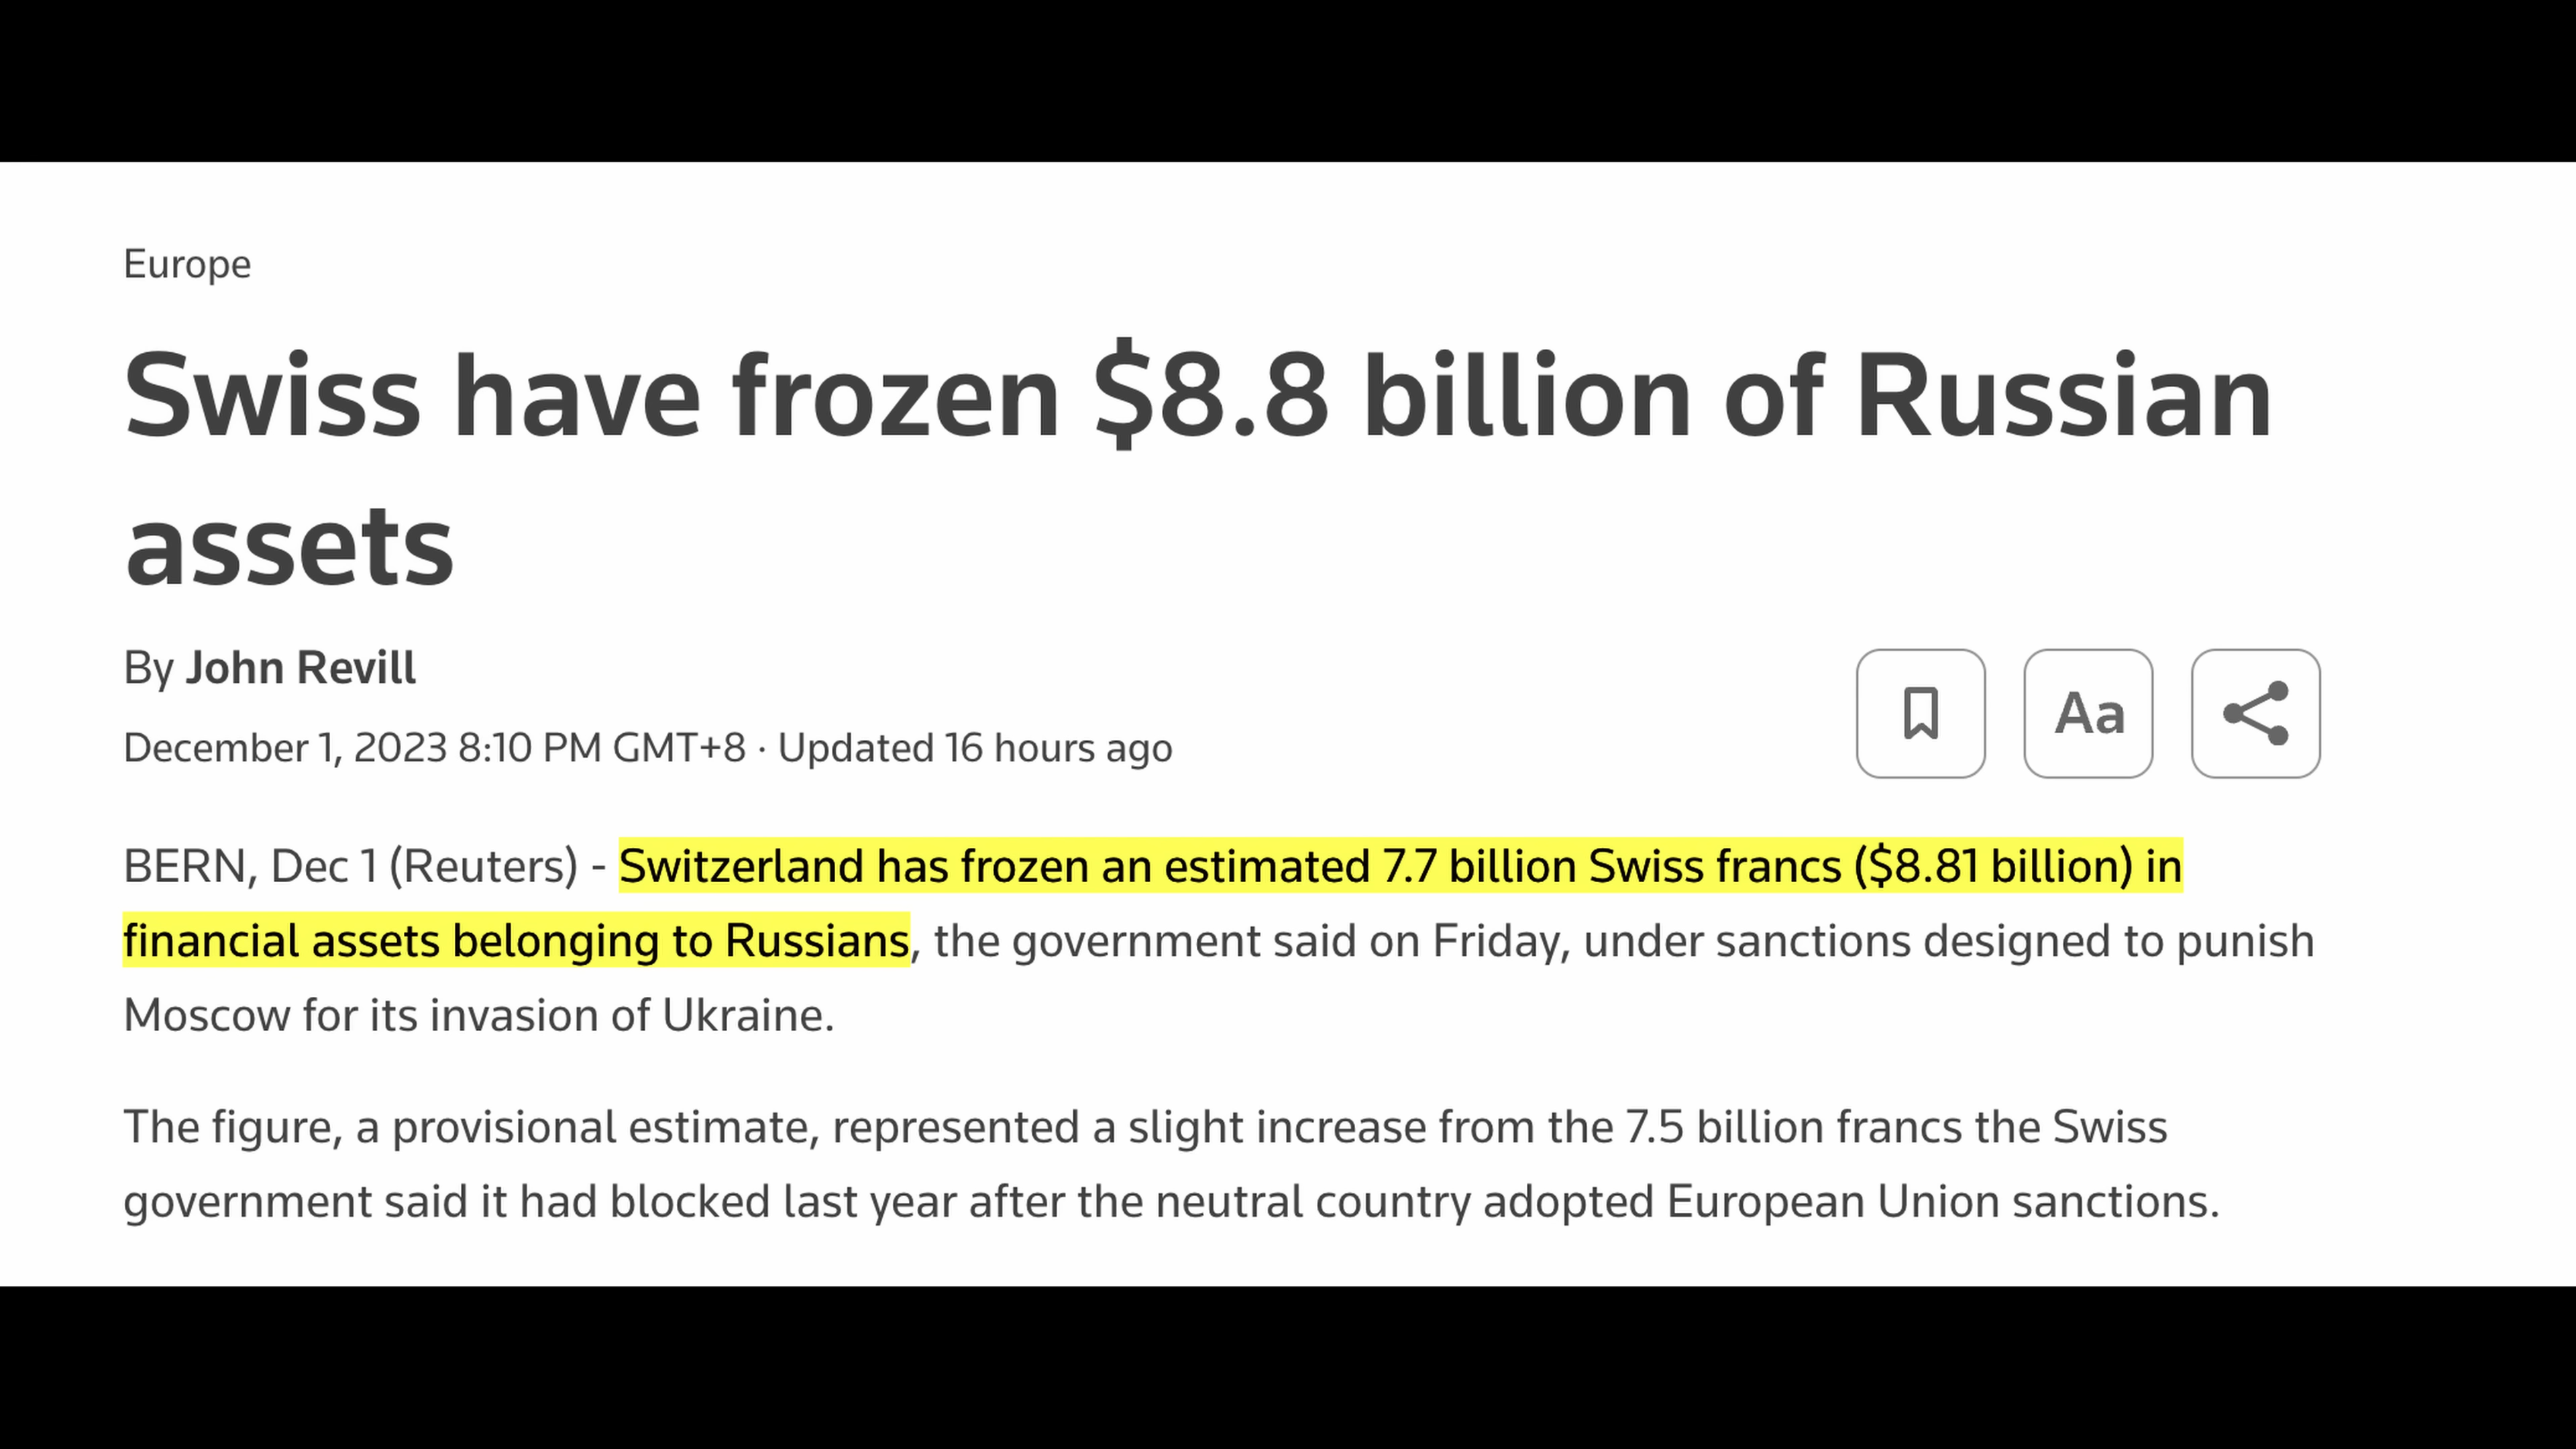 Europe
Swiss have frozen $8.8 billion of Russian
assets
By John Revill
December 1, 2023 8:10 PM GMT+8 · Updated 16 hours ago
Aa
BERN, Dec 1 (Reuters) - Switzerland has frozen an estimated 7.7 billion Swiss francs ($8.81 billion) in
financial assets belonging to Russians, the government said on Friday, under sanctions designed to punish
Moscow for its invasion of Ukraine.
The figure, a provisional estimate, represented a slight increase from the 7.5 billion francs the Swiss
government said it had blocked last year after the neutral country adopted European Union sanctions.